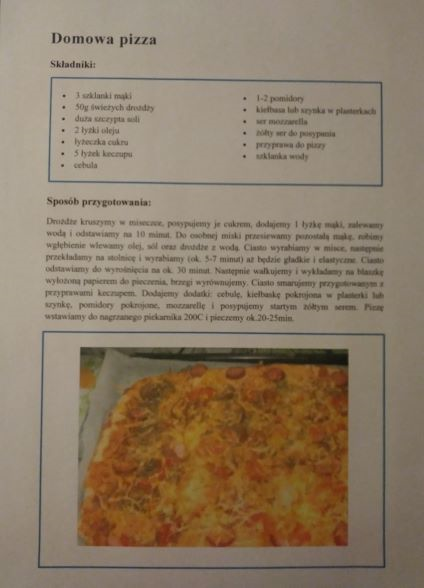 Domowa pizza
Składniki:
• 3 szklanki mąki
• 50g świeżych drożdży
• duża szczypta soli
• 2 łyżki oleju
• łyżeczka cukru
• 5 łyżek keczupu
• cebula
• 1-2 pomidory
• kiełbasa lub szynka w plasterkach
• ser mozzarella
• żółty ser do posypania
• przyprawa do pizzy
• szklanka wody
Sposób przygotowania:
Drożdże kruszymy w miseczce, posypujemy je cukrem, dodajemy 1 łyżkę mąki, zalewamy
wodą i odstawiamy na 10 minut. Do osobnej miski przesiewamy pozostałą mąkę, robimy
wgłębienie wlewamy olej, sól oraz drożdże z wodą. Ciasto wyrabiamy w misce, następnie
przekładamy na stolnicę i wyrabiamy (ok. 5-7 minut) aż będzie gładkie i elastyczne. Ciasto
odstawiamy do wyrośnięcia na ok. 30 minut. Następnie wałkujemy i wykładamy na blaszkę
wyłożoną papierem do pieczenia, brzegi wyrównujemy. Ciasto smarujemy przygotowanym z
przyprawami keczupem. Dodajemy dodatki: cebulę, kiełbaskę pokrojona w plasterki lub
szynkę, pomidory pokrojone, mozzarellę i posypujemy startym żółtym serem. Pizzę
wstawiamy do nagrzanego piekarnika 200C i pieczemy ok.20-25min.